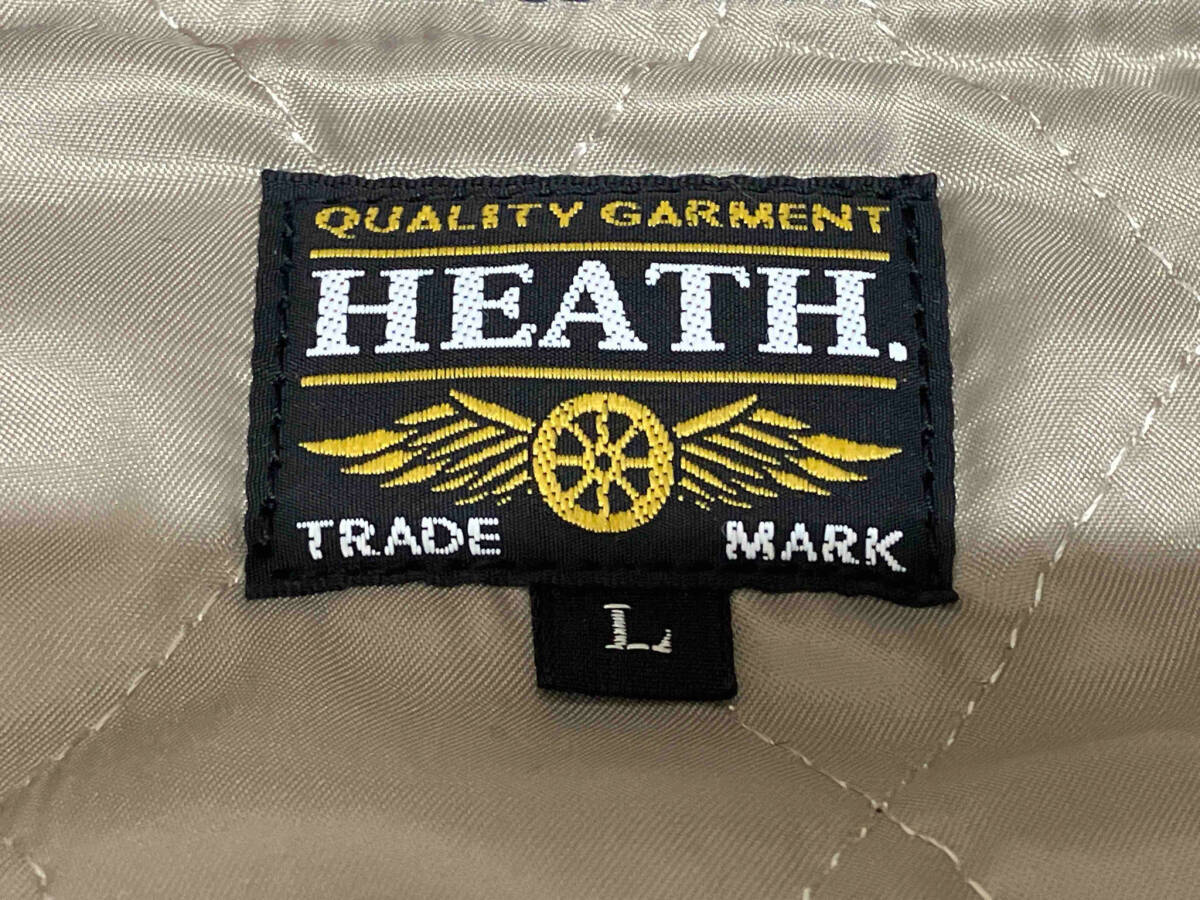 QUALITY GARMENT
HEATH.
TRADE MARK
L